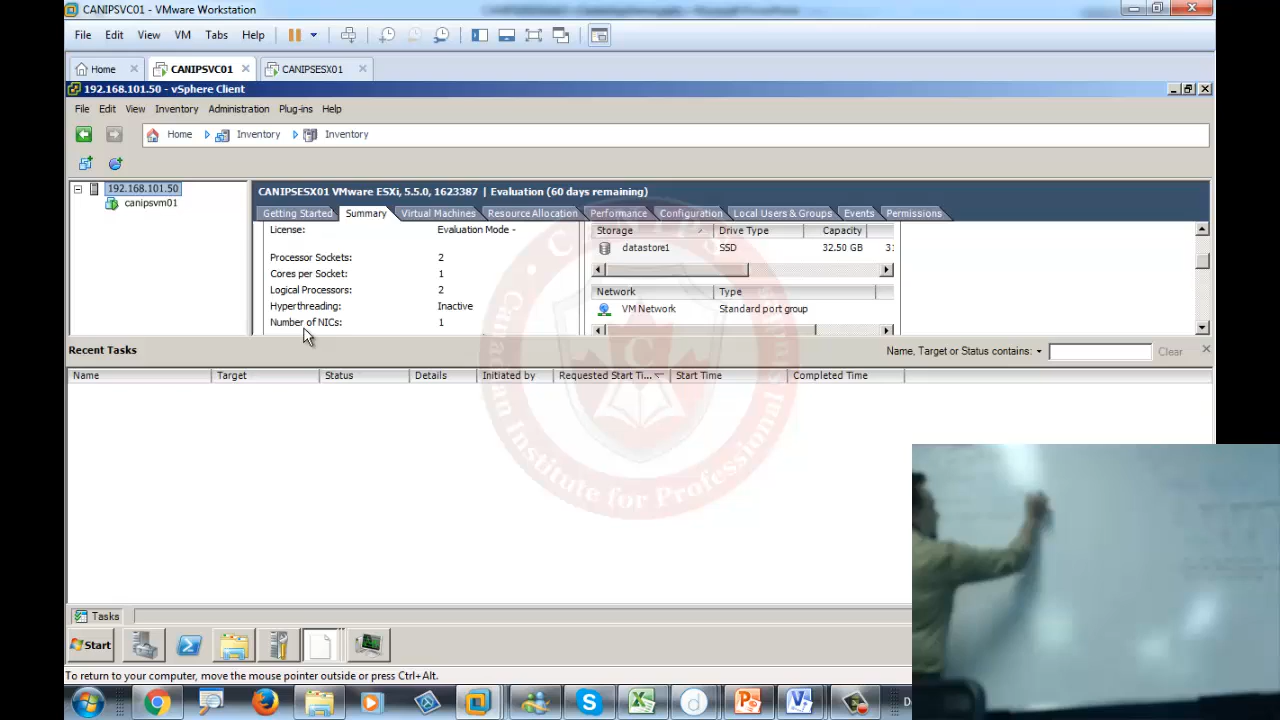 CANIPSVC01 - VMware Workstation
File Edit View VM Tabs Help
Home CANIPSVC01 CANIPSESX01
192.168.101.50 - vSphere Client
File Edit View Inventory Administration Plug-ins Help
Home Inventory Inventory
192.168.101.50
canipsvm01
CANIPSESX01 VMware ESXi, 5.5.0, 1623387 | Evaluation (60 days remaining)
Getting Started Summary Virtual Machines Resource Allocation Performance Configuration Local Users & Groups Events Permissions
License: Evaluation Mode -
Processor Sockets: 2
Cores per Socket: 1
Logical Processors: 2
Hyperthreading: Inactive
Number of NICs: 1
Storage Drive Type Capacity
datastore1 SSD 32.50 GB 3:
Network Type
VM Network Standard port group
Recent Tasks
Name, Target or Status contains: Clear
Name Target Status Details Initiated by Requested Start Ti... Start Time Completed Time
Canadian Institute for Professional
C
Tasks
Start
To return to your computer, move the mouse pointer outside or press Ctrl+Alt.